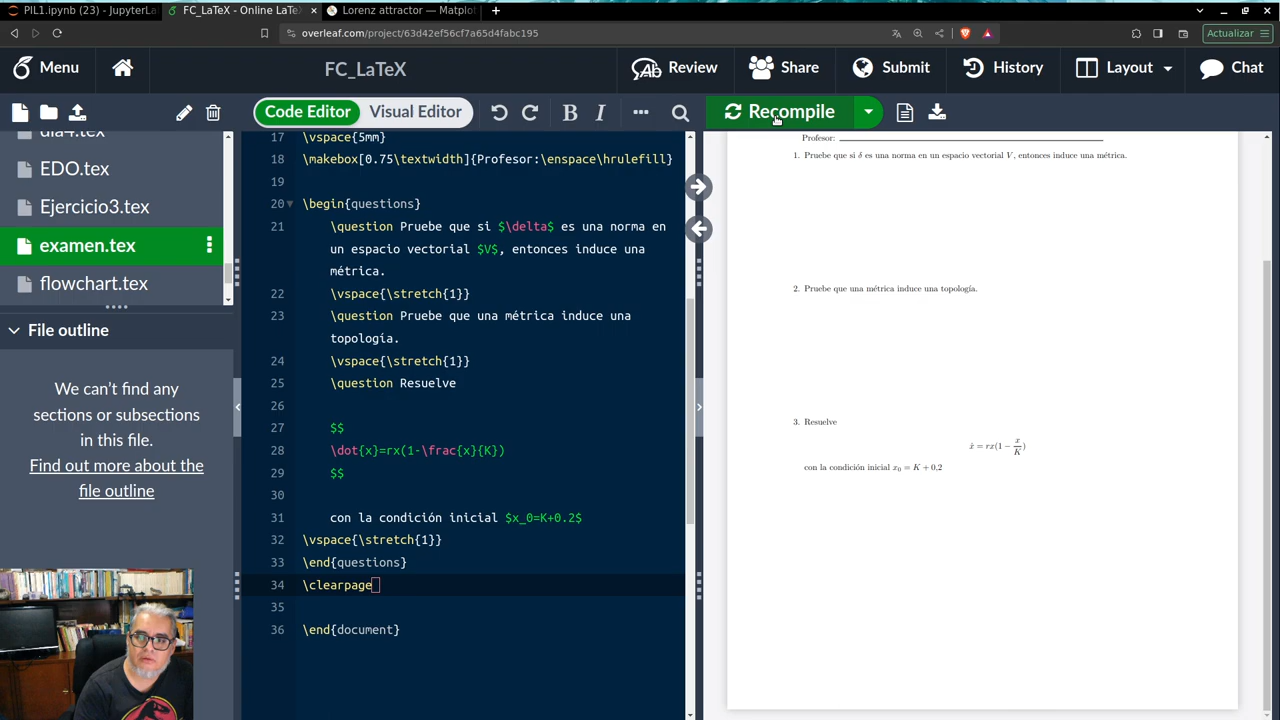 PIL1.ipynb (23) - JupyterLa
FC_LaTeX - Online LaTe
Lorenz attractor — Matplot
overleaf.com/project/63d42ef56cf7a65d4fabc195
Actualizar
Menu
FC_LaTeX
Review
Share
Submit
History
Layout
Chat
Code Editor
Visual Editor
B
I
Recompile
dia4.tex
EDO.tex
Ejercicio3.tex
examen.tex
flowchart.tex
File outline
We can't find any
sections or subsections
in this file.
Find out more about the
file outline
17 \vspace{5mm}
18 \makebox[0.75\textwidth]{Profesor:\enspace\hrulefill}
19
20 \begin{questions}
21 \question Pruebe que si $\delta$ es una norma en
un espacio vectorial $V$, entonces induce una
métrica.
22 \vspace{\stretch{1}}
23 \question Pruebe que una métrica induce una
topología.
24 \vspace{\stretch{1}}
25 \question Resuelve
26
27 $$
28 \dot{x}=rx(1-\frac{x}{K})
29 $$
30
31 con la condición inicial $x_0=K+0.2$
32 \vspace{\stretch{1}}
33 \end{questions}
34 \clearpage
35
36 \end{document}
Profesor:
1. Pruebe que si δ es una norma en un espacio vectorial V, entonces induce una métrica.
2. Pruebe que una métrica induce una topología.
3. Resuelve
ẋ = rx(1 − x/K)
con la condición inicial x₀ = K + 0,2